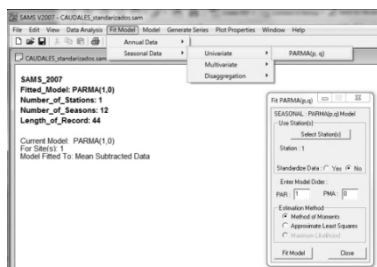 SAMS V2007 - CAUDALES_standarizados.sam
File Edit View Data Analysis Fit Model Model Generate Series Plot Properties Window Help
Annual Data
Seasonal Data Univariate PARMA(p, q)
Multivariate
Disaggregation
CAUDALES_standarizados.sam
SAMS_2007
Fitted_Model: PARMA(1,0)
Number_of_Stations: 1
Number_of_Seasons: 12
Length_of_Record: 44
Current Model: PARMA(1,0)
For Site(s): 1
Model Fitted To: Mean Subtracted Data
Fit PARMA(p,q)
SEASONAL : PARMA(p,q) Model
Use Station(s)
Select Station(s)
Station : 1
Standardize Data : Yes No
Enter Model Order :
PAR : 1 PMA : 0
Estimation Method
Method of Moments
Approximate Least Squares
Maximum Likelihood
Fit Model Close